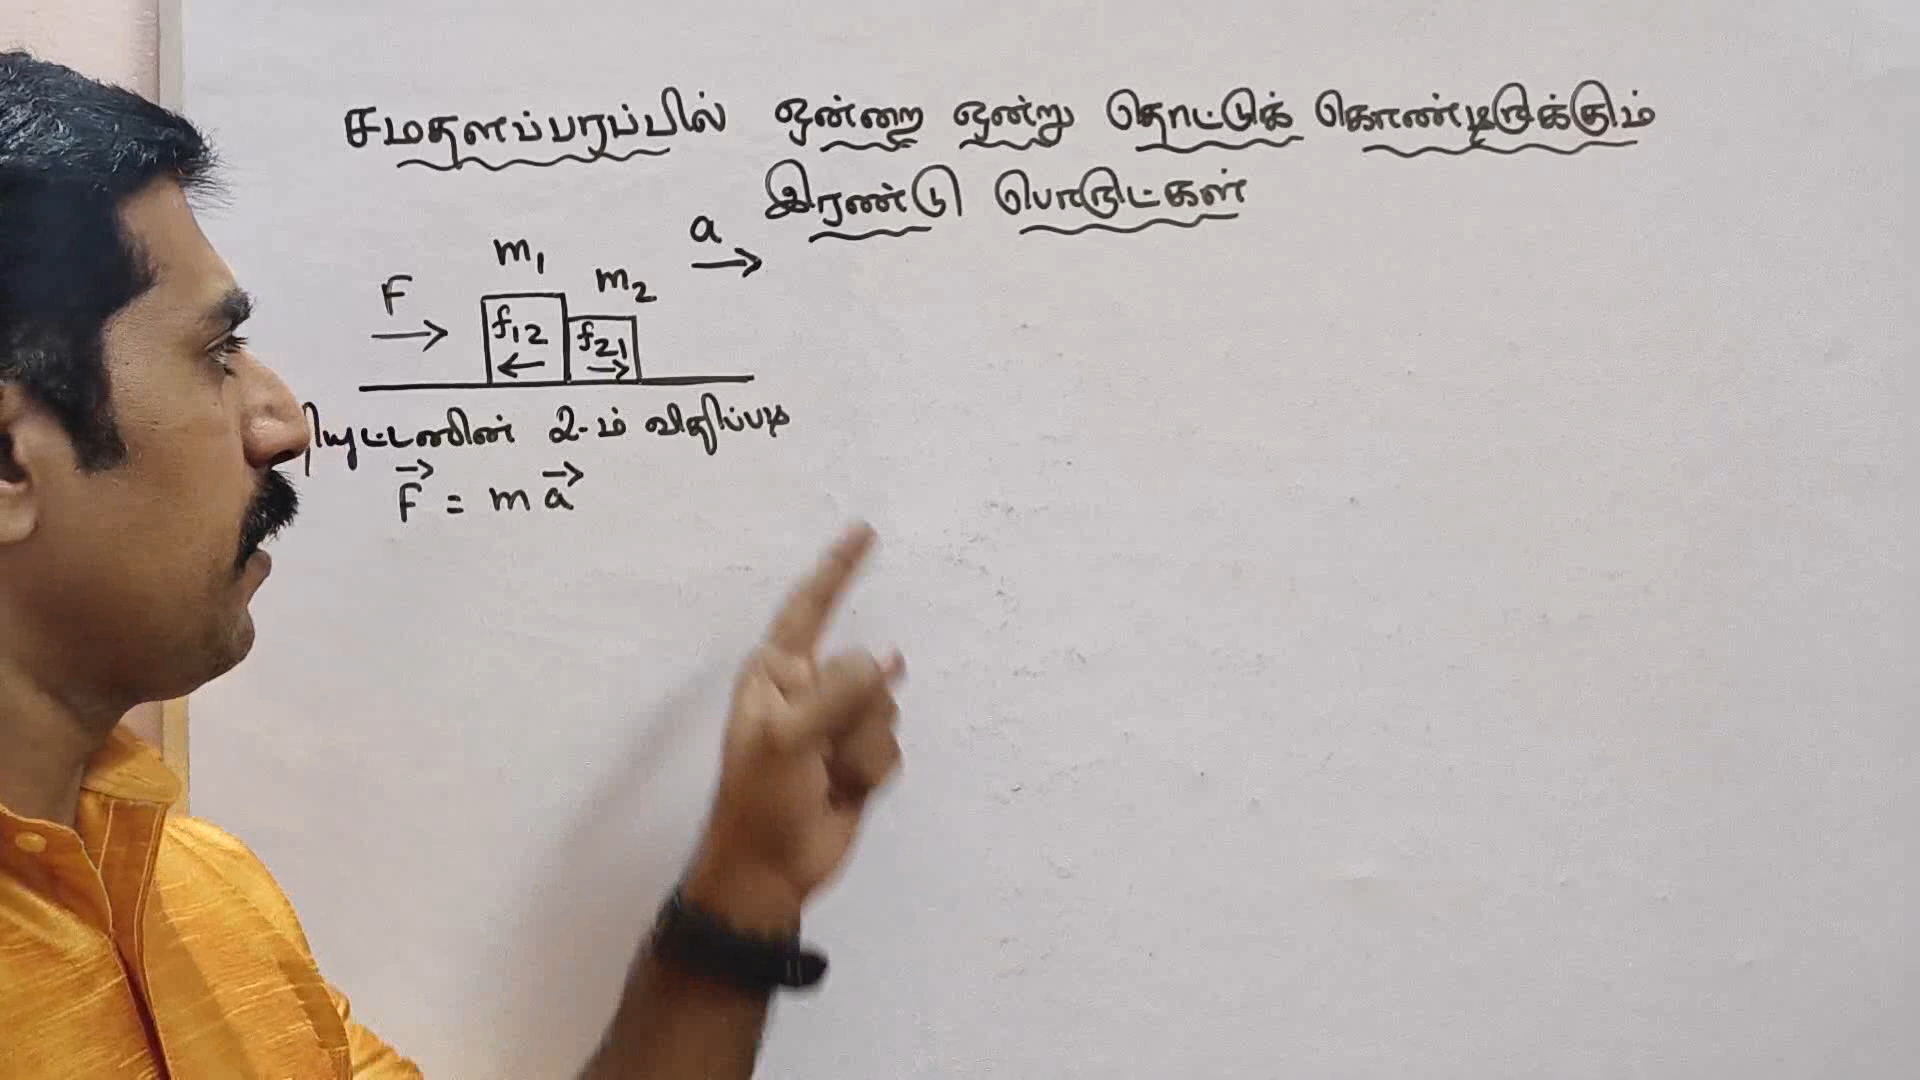 சமதளப்பரப்பில் ஒன்றை ஒன்று தொட்டுக் கொண்டிருக்கும்
இரண்டு பொருட்கள்
a
m₁
m₂
F
f₁₂
f₂₁
நியூட்டனின் 2-ம் விதிப்படி
F⃗ = m a⃗